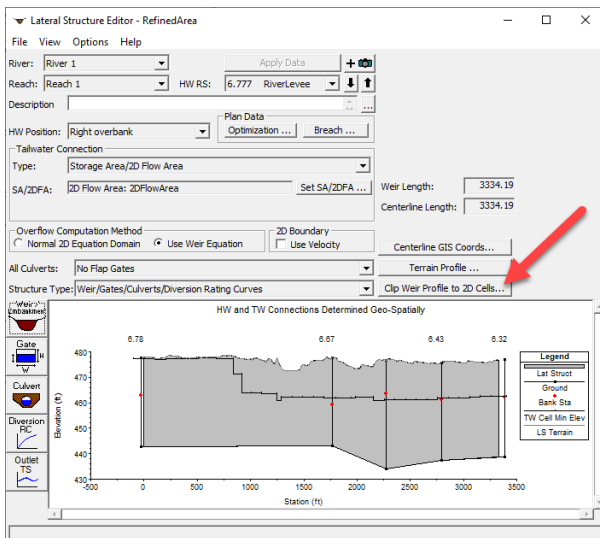 Lateral Structure Editor - RefinedArea
File View Options Help
River: River 1 Apply Data
Reach: Reach 1 HW RS: 6.777 RiverLevee
Description ...
Plan Data
HW Position: Right overbank Optimization ... Breach ...
Tailwater Connection
Type: Storage Area/2D Flow Area
SA/2DFA: 2D Flow Area: 2DFlowArea Set SA/2DFA ... Weir Length: 3334.19
Centerline Length: 3334.19
Overflow Computation Method 2D Boundary
Normal 2D Equation Domain Use Weir Equation Use Velocity Centerline GIS Coords...
All Culverts: No Flap Gates Terrain Profile ...
Structure Type: Weir/Gates/Culverts/Diversion Rating Curves Clip Weir Profile to 2D Cells...
Weir/
Embankment
Gate
W
Culvert
Diversion
RC
Outlet
TS
HW and TW Connections Determined Geo-Spatially
6.78 6.67 6.43 6.32
480
470
460
450
440
430
Elevation (ft)
-500 0 500 1000 1500 2000 2500 3000 3500
Station (ft)
Legend
Lat Struct
Ground
Bank Sta
TW Cell Min Elev
LS Terrain